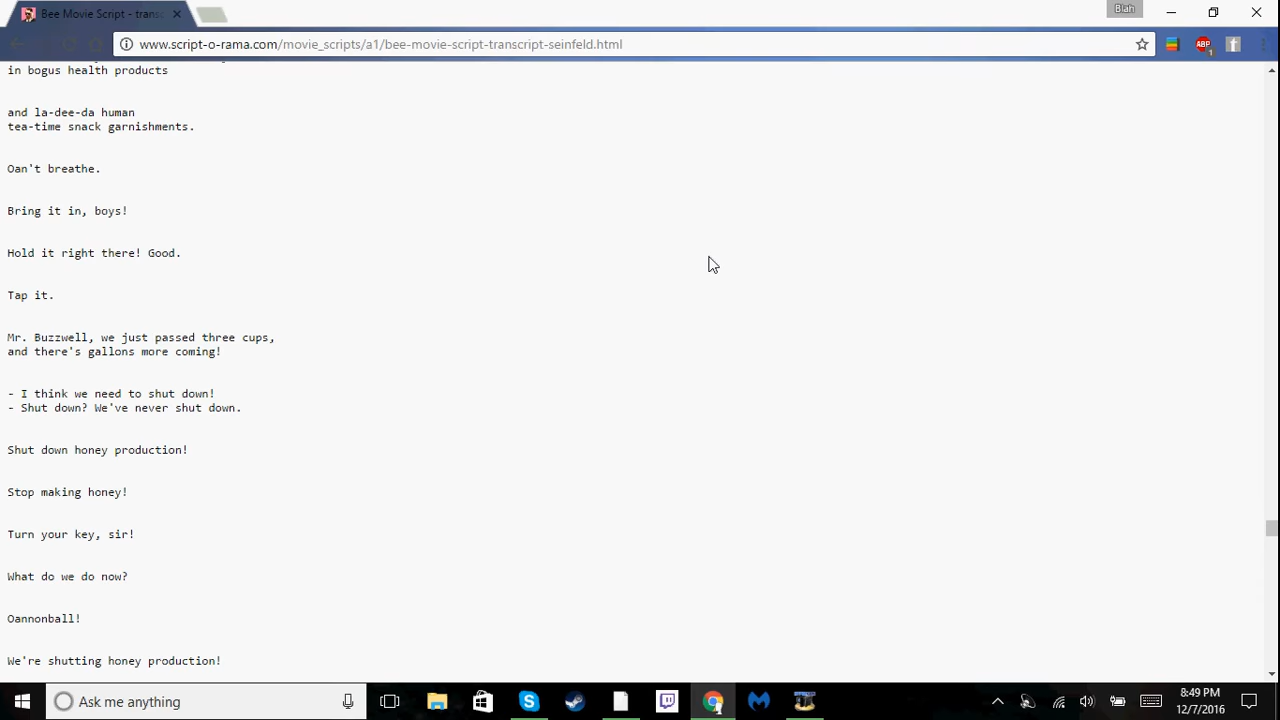 Bee Movie Script - trans
Blah
www.script-o-rama.com/movie_scripts/a1/bee-movie-script-transcript-seinfeld.html
ABP
1
in bogus health products
and la-dee-da human
tea-time snack garnishments.
Oan't breathe.
Bring it in, boys!
Hold it right there! Good.
Tap it.
Mr. Buzzwell, we just passed three cups,
and there's gallons more coming!
- I think we need to shut down!
- Shut down? We've never shut down.
Shut down honey production!
Stop making honey!
Turn your key, sir!
What do we do now?
Oannonball!
We're shutting honey production!
Ask me anything
8:49 PM
12/7/2016